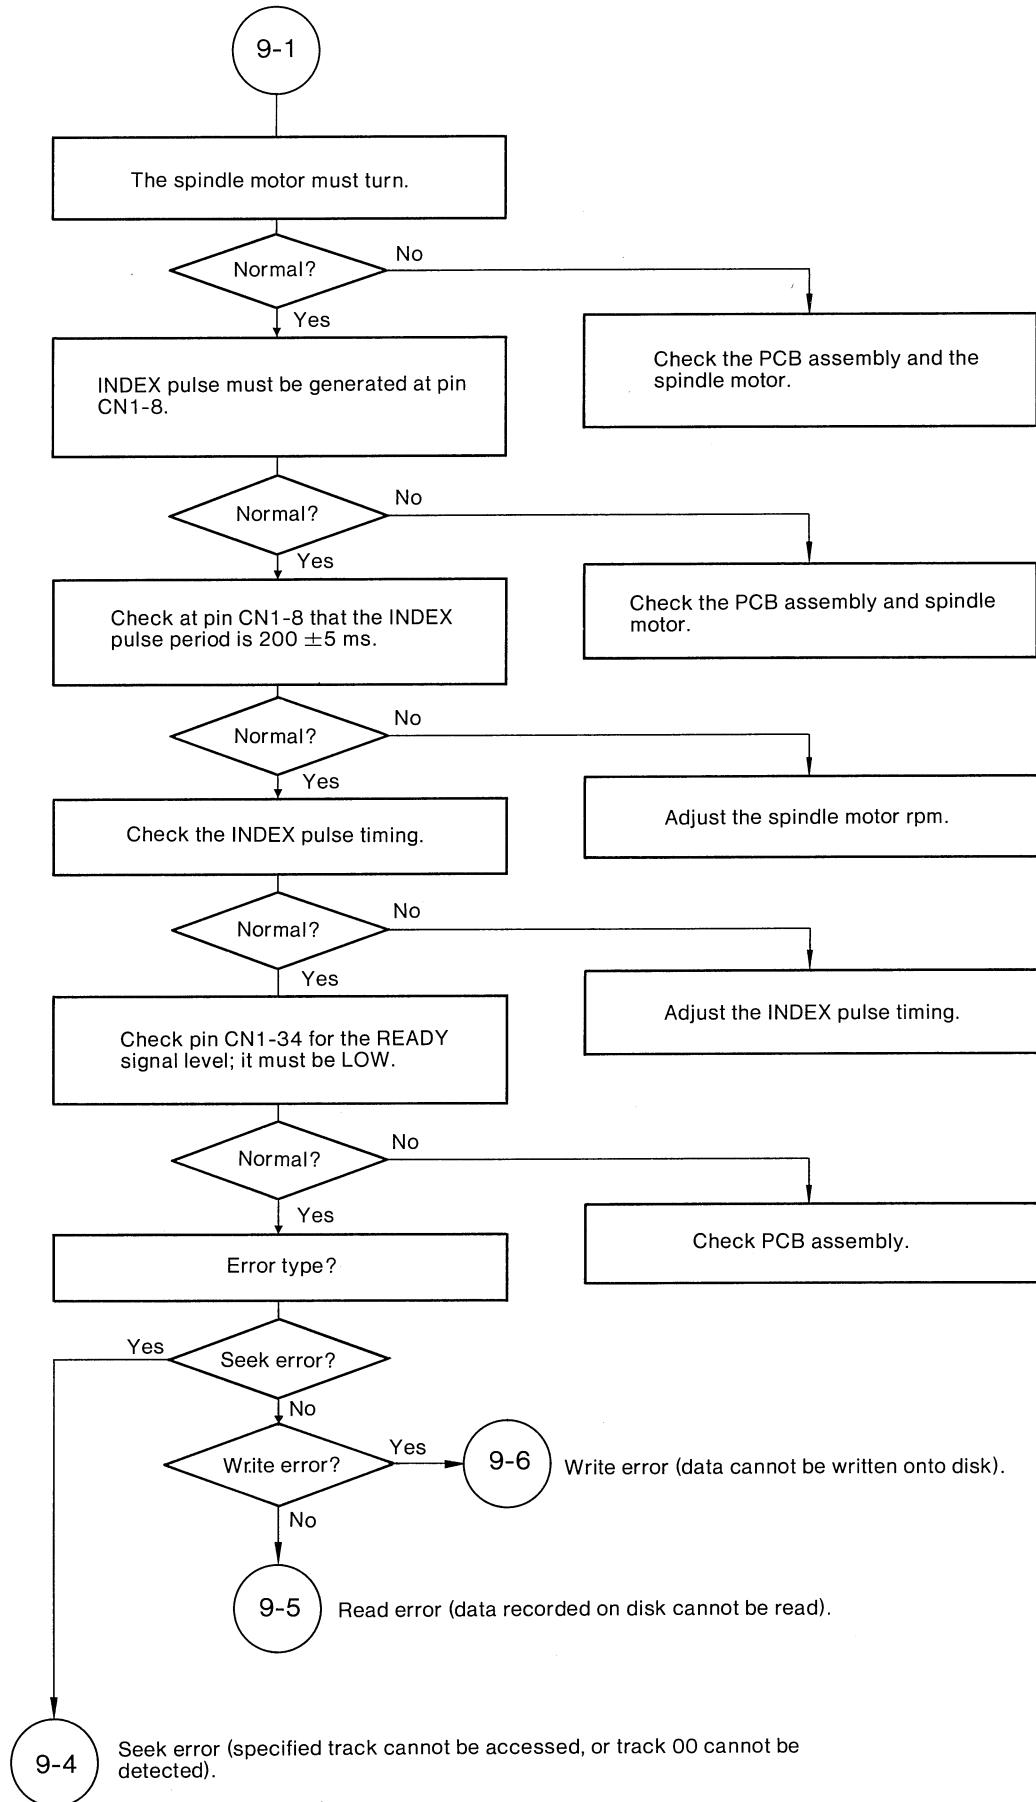 9-1
The spindle motor must turn.
Normal?
No
Yes
Check the PCB assembly and the
spindle motor.
INDEX pulse must be generated at pin
CN1-8.
Normal?
No
Yes
Check the PCB assembly and spindle
motor.
Check at pin CN1-8 that the INDEX
pulse period is 200 ±5 ms.
Normal?
No
Yes
Adjust the spindle motor rpm.
Check the INDEX pulse timing.
Normal?
No
Yes
Adjust the INDEX pulse timing.
Check pin CN1-34 for the READY
signal level; it must be LOW.
Normal?
No
Yes
Check PCB assembly.
Error type?
Yes
Seek error?
No
Write error?
Yes
9-6
Write error (data cannot be written onto disk).
No
9-5
Read error (data recorded on disk cannot be read).
9-4
Seek error (specified track cannot be accessed, or track 00 cannot be
detected).